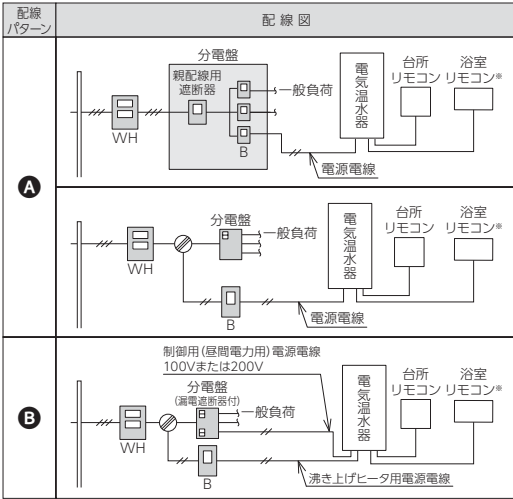 配線
パターン
配線図
A
分電盤
親配線用
遮断器
一般負荷
WH
B
電源電線
電気温水器
台所
リモコン
浴室
リモコン※
分電盤
一般負荷
WH
B
電源電線
電気温水器
台所
リモコン
浴室
リモコン※
B
制御用(昼間電力用)電源電線
100Vまたは200V
分電盤
(漏電遮断器付)
一般負荷
WH
B
沸き上げヒータ用電源電線
電気温水器
台所
リモコン
浴室
リモコン※